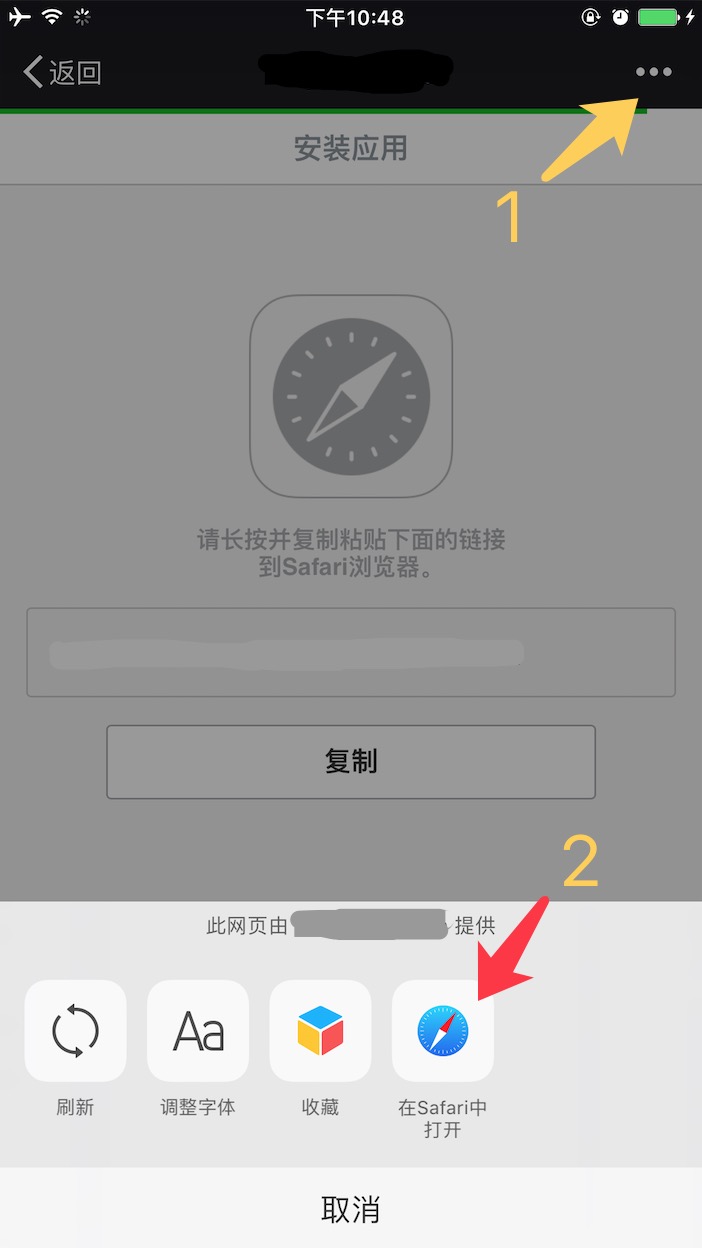 下午10:48
返回
安装应用
1
请长按并复制粘贴下面的链接
到Safari浏览器。
复制
2
此网页由
提供
Aa
刷新
调整字体
收藏
在Safari中
打开
取消